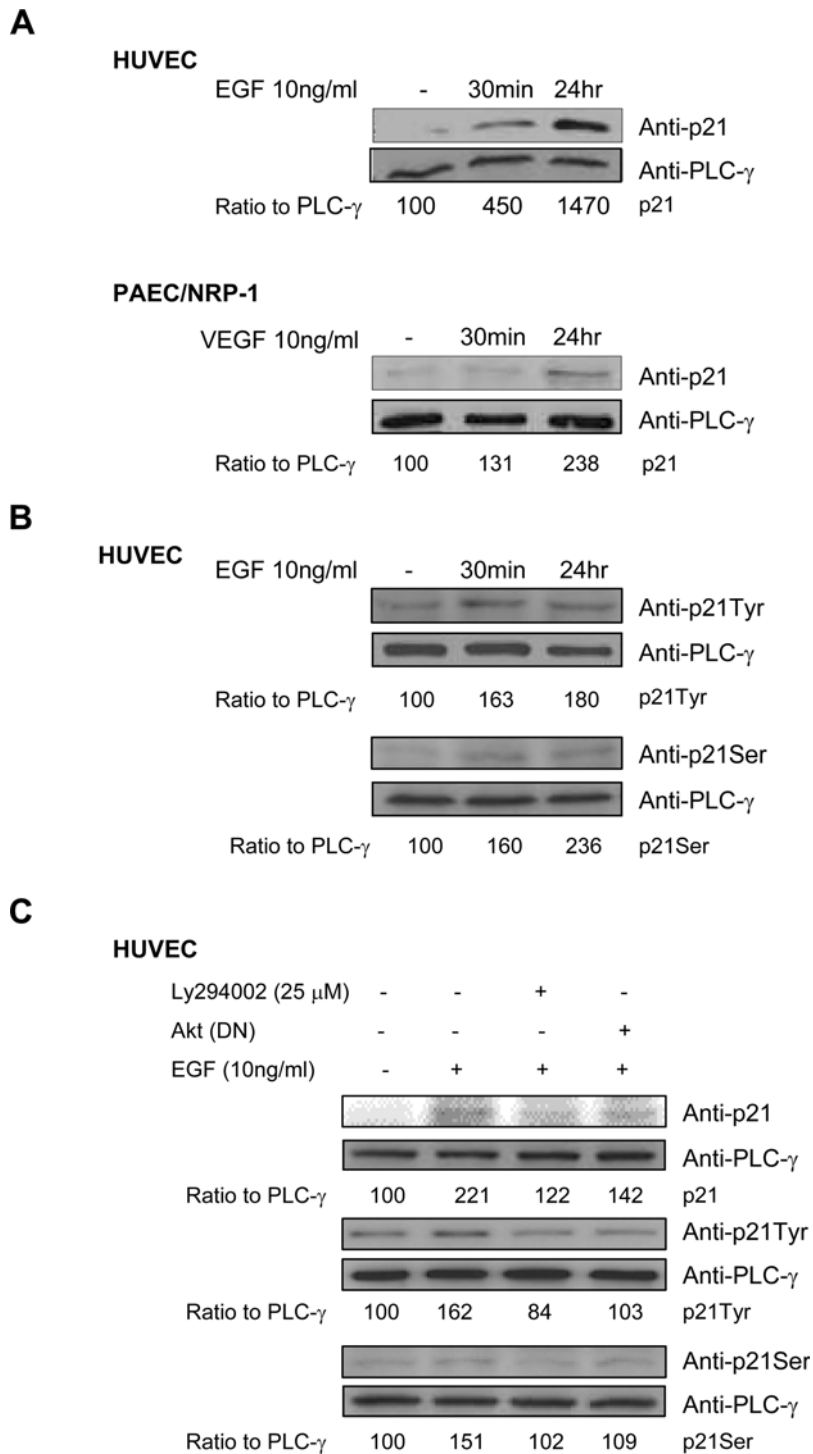 A
HUVEC
EGF 10ng/ml - 30min 24hr
Anti-p21
Anti-PLC-γ
Ratio to PLC-γ 100 450 1470 p21
PAEC/NRP-1
VEGF 10ng/ml - 30min 24hr
Anti-p21
Anti-PLC-γ
Ratio to PLC-γ 100 131 238 p21
B
HUVEC
EGF 10ng/ml - 30min 24hr
Anti-p21Tyr
Anti-PLC-γ
Ratio to PLC-γ 100 163 180 p21Tyr
Anti-p21Ser
Anti-PLC-γ
Ratio to PLC-γ 100 160 236 p21Ser
C
HUVEC
Ly294002 (25 μM) - - + -
Akt (DN) - - - +
EGF (10ng/ml) - + + +
Anti-p21
Anti-PLC-γ
Ratio to PLC-γ 100 221 122 142 p21
Anti-p21Tyr
Anti-PLC-γ
Ratio to PLC-γ 100 162 84 103 p21Tyr
Anti-p21Ser
Anti-PLC-γ
Ratio to PLC-γ 100 151 102 109 p21Ser